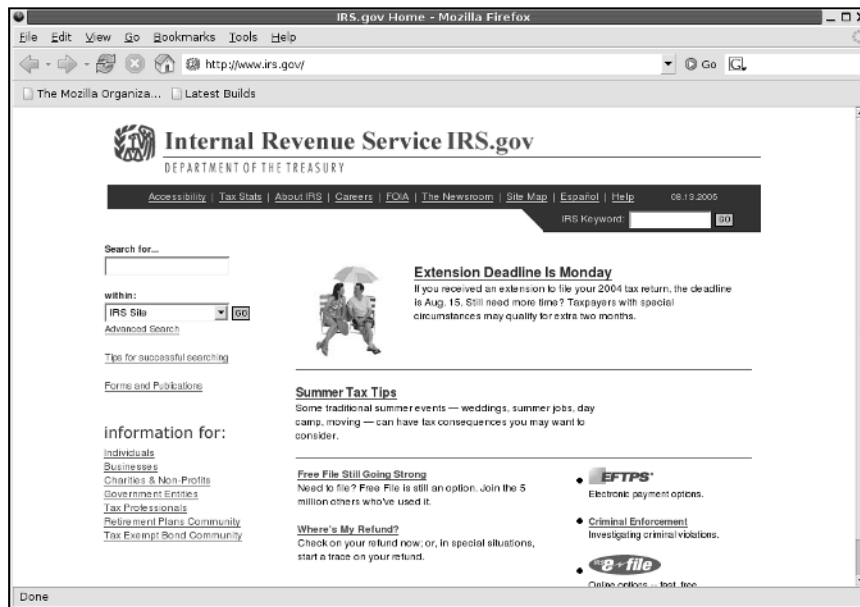 IRS.gov Home - Mozilla Firefox
File Edit View Go Bookmarks Tools Help
http://www.irs.gov/ Go G
The Mozilla Organiza... Latest Builds
Internal Revenue Service IRS.gov
DEPARTMENT OF THE TREASURY
Accessibility | Tax Stats | About IRS | Careers | FOIA | The Newsroom | Site Map | Español | Help 08.13.2005
IRS Keyword: GO
Search for...
within:
IRS Site GO
Advanced Search
Tips for successful searching
Forms and Publications
information for:
Individuals
Businesses
Charities & Non-Profits
Government Entities
Tax Professionals
Retirement Plans Community
Tax Exempt Bond Community
Extension Deadline Is Monday
If you received an extension to file your 2004 tax return, the deadline
is Aug. 15. Still need more time? Taxpayers with special
circumstances may qualify for extra two months.
Summer Tax Tips
Some traditional summer events — weddings, summer jobs, day
camp, moving — can have tax consequences you may want to
consider.
Free File Still Going Strong
Need to file? Free File is still an option. Join the 5
million others who've used it.
Where's My Refund?
Check on your refund now; or, in special situations,
start a trace on your refund.
EFTPS
Electronic payment options.
Criminal Enforcement
Investigating criminal violations.
e-file
Online options -- fast, free
Done